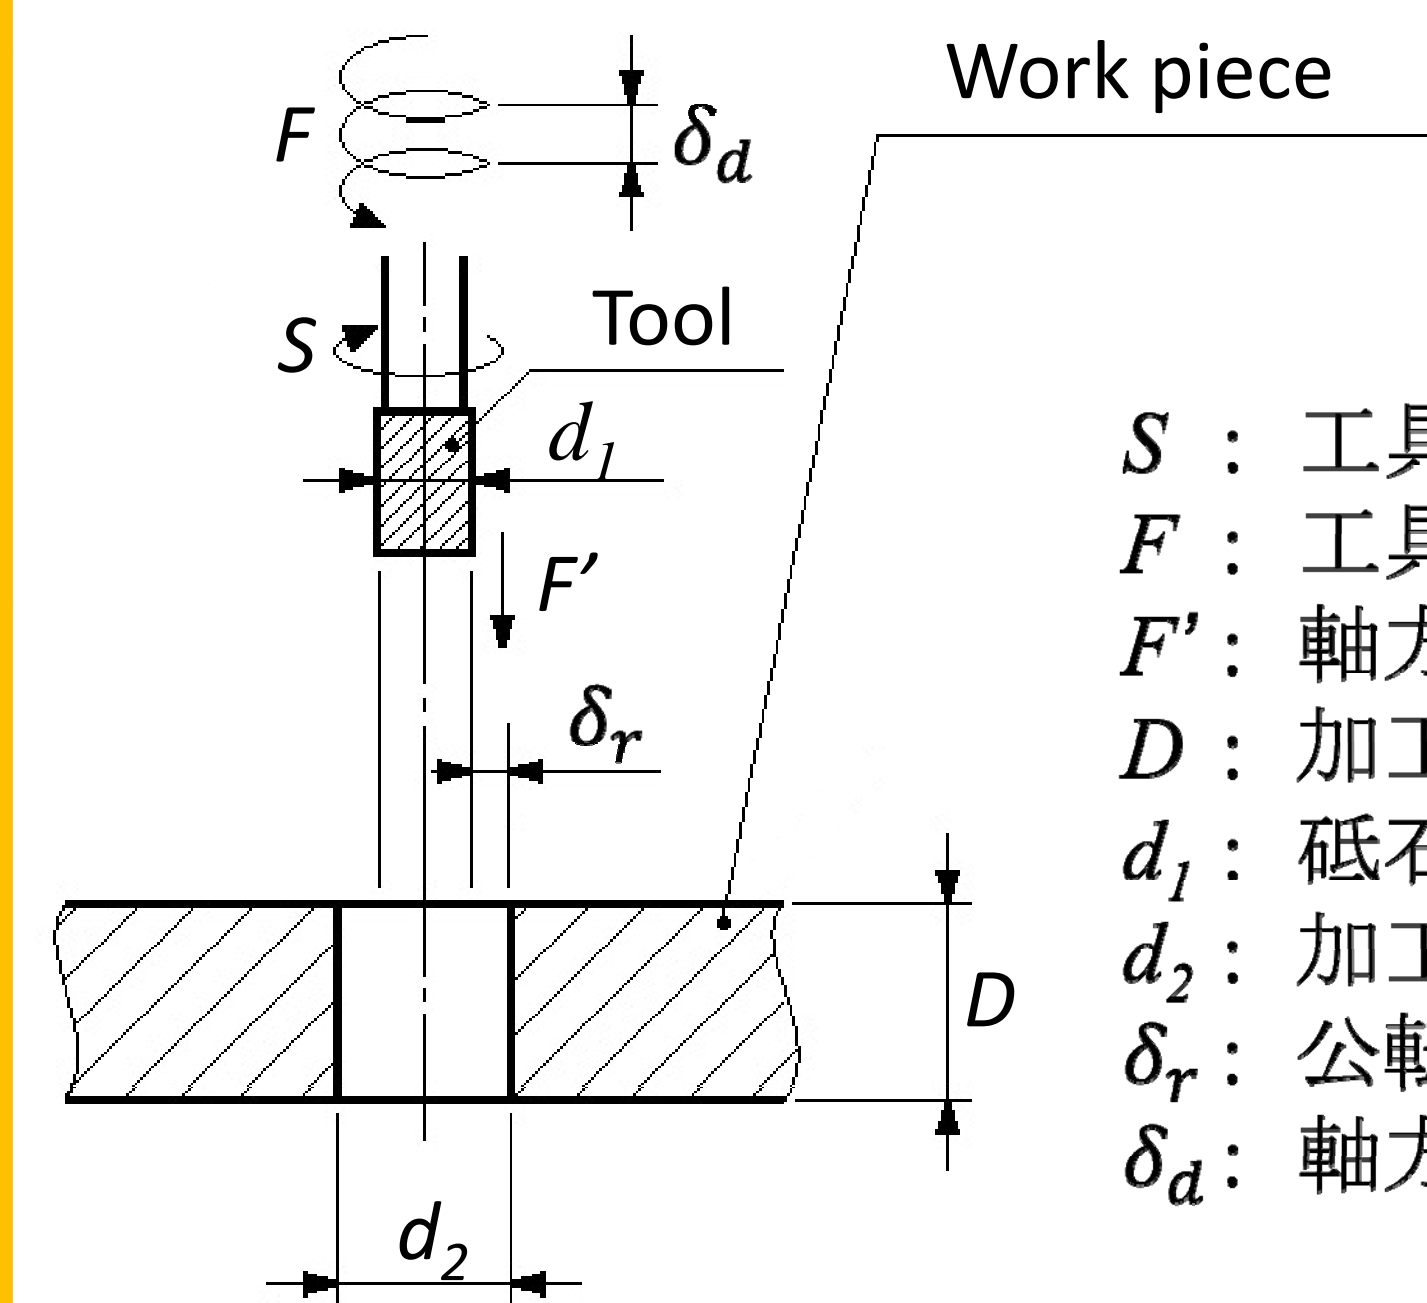 Work piece
F
δd
S
Tool
d1
F’
δr
D
d2
S : 工
F : 工
F’ : 軸
D : 加
d1 : 砥
d2 : 加
δr : 公
δd : 軸